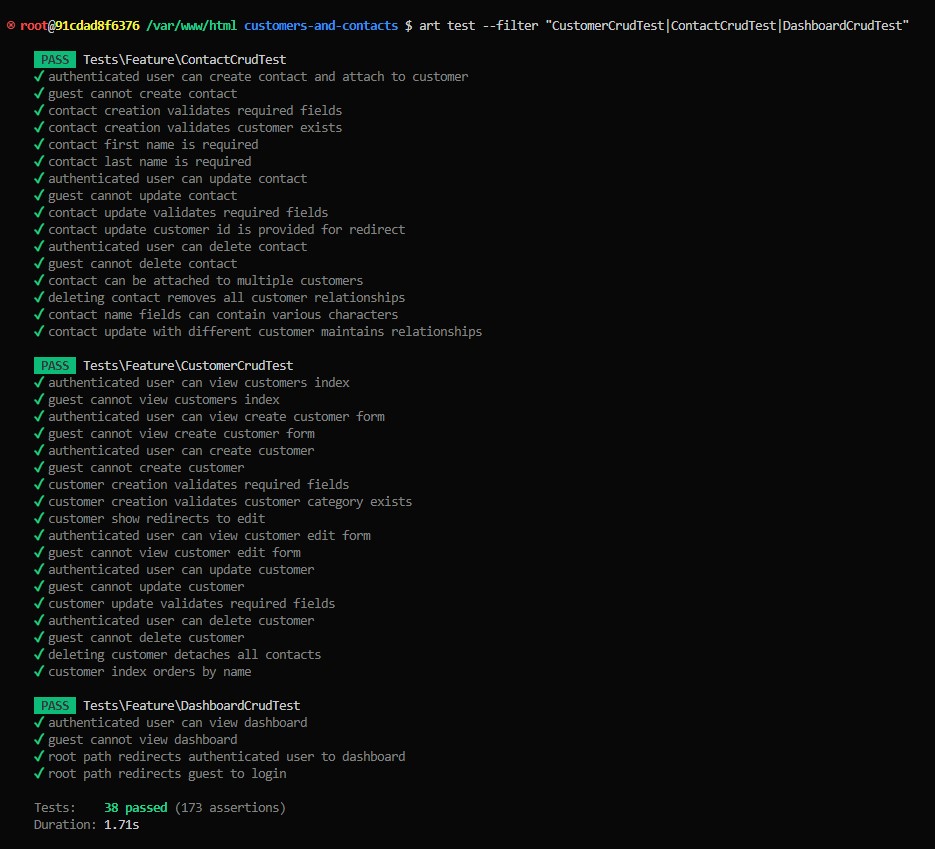 root@91cdad8f6376 /var/www/html customers-and-contacts $ art test --filter "CustomerCrudTest|ContactCrudTest|DashboardCrudTest"
PASS Tests\Feature\ContactCrudTest
✓ authenticated user can create contact and attach to customer
✓ guest cannot create contact
✓ contact creation validates required fields
✓ contact creation validates customer exists
✓ contact first name is required
✓ contact last name is required
✓ authenticated user can update contact
✓ guest cannot update contact
✓ contact update validates required fields
✓ contact update customer id is provided for redirect
✓ authenticated user can delete contact
✓ guest cannot delete contact
✓ contact can be attached to multiple customers
✓ deleting contact removes all customer relationships
✓ contact name fields can contain various characters
✓ contact update with different customer maintains relationships
PASS Tests\Feature\CustomerCrudTest
✓ authenticated user can view customers index
✓ guest cannot view customers index
✓ authenticated user can view create customer form
✓ guest cannot view create customer form
✓ authenticated user can create customer
✓ guest cannot create customer
✓ customer creation validates required fields
✓ customer creation validates customer category exists
✓ customer show redirects to edit
✓ authenticated user can view customer edit form
✓ guest cannot view customer edit form
✓ authenticated user can update customer
✓ guest cannot update customer
✓ customer update validates required fields
✓ authenticated user can delete customer
✓ guest cannot delete customer
✓ deleting customer detaches all contacts
✓ customer index orders by name
PASS Tests\Feature\DashboardCrudTest
✓ authenticated user can view dashboard
✓ guest cannot view dashboard
✓ root path redirects authenticated user to dashboard
✓ root path redirects guest to login
Tests: 38 passed (173 assertions)
Duration: 1.71s